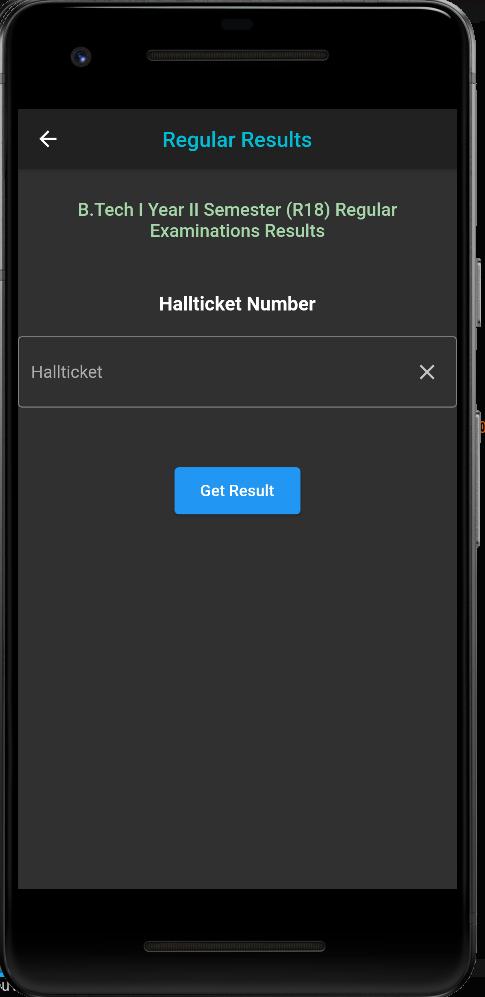 Regular Results
B.Tech I Year II Semester (R18) Regular
Examinations Results
Hallticket Number
Hallticket
Get Result